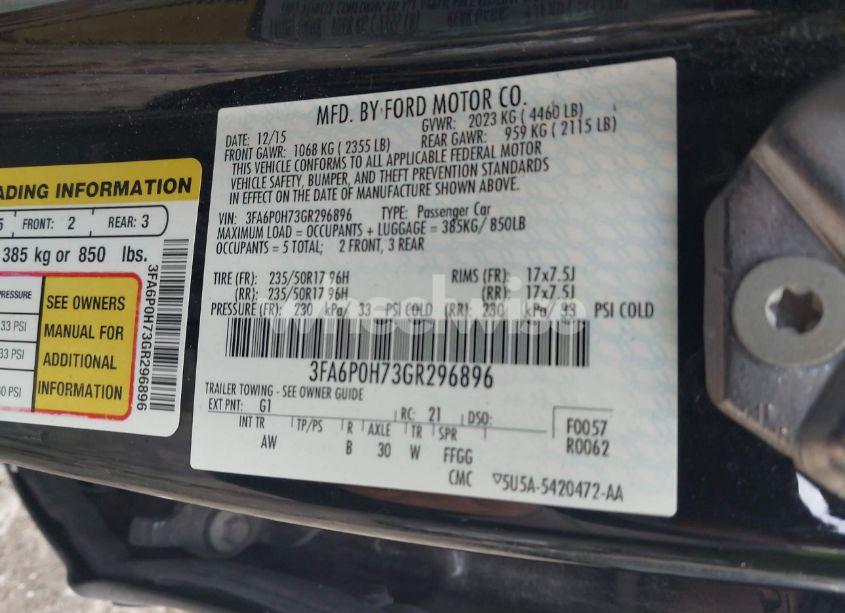 MFD. BY FORD MOTOR CO.
DATE: 12/15 GVWR: 2023 KG ( 4460 LB)
FRONT GAWR: 1068 KG ( 2355 LB) REAR GAWR: 959 KG ( 2115 LB)
THIS VEHICLE CONFORMS TO ALL APPLICABLE FEDERAL MOTOR
VEHICLE SAFETY, BUMPER, AND THEFT PREVENTION STANDARDS
IN EFFECT ON THE DATE OF MANUFACTURE SHOWN ABOVE.
VIN: 3FA6P0H73GR296896 TYPE: Passenger Car
MAXIMUM LOAD = OCCUPANTS + LUGGAGE = 385KG/ 850LB
OCCUPANTS = 5 TOTAL; 2 FRONT, 3 REAR
TIRE (FR): 235/50R17 96H RIMS (FR): 17x7.5J
(RR): 235/50R17 96H (RR): 17x7.5J
PRESSURE (FR): 230 kPa/ 33 PSI COLD (RR): 230 kPa/ 33 PSI COLD
3FA6P0H73GR296896
TRAILER TOWING - SEE OWNER GUIDE
EXT PNT: G1 RC: 21 DSO: F0057
INT TR TP/PS R AXLE TR SPR R0062
AW B 30 W FFGG
CMC 5U5A-5420472-AA
ADING INFORMATION
5 FRONT: 2 REAR: 3
385 kg or 850 lbs.
PRESSURE
33 PSI
33 PSI
60 PSI
SEE OWNERS
MANUAL FOR
ADDITIONAL
INFORMATION
3FA6P0H73GR296896